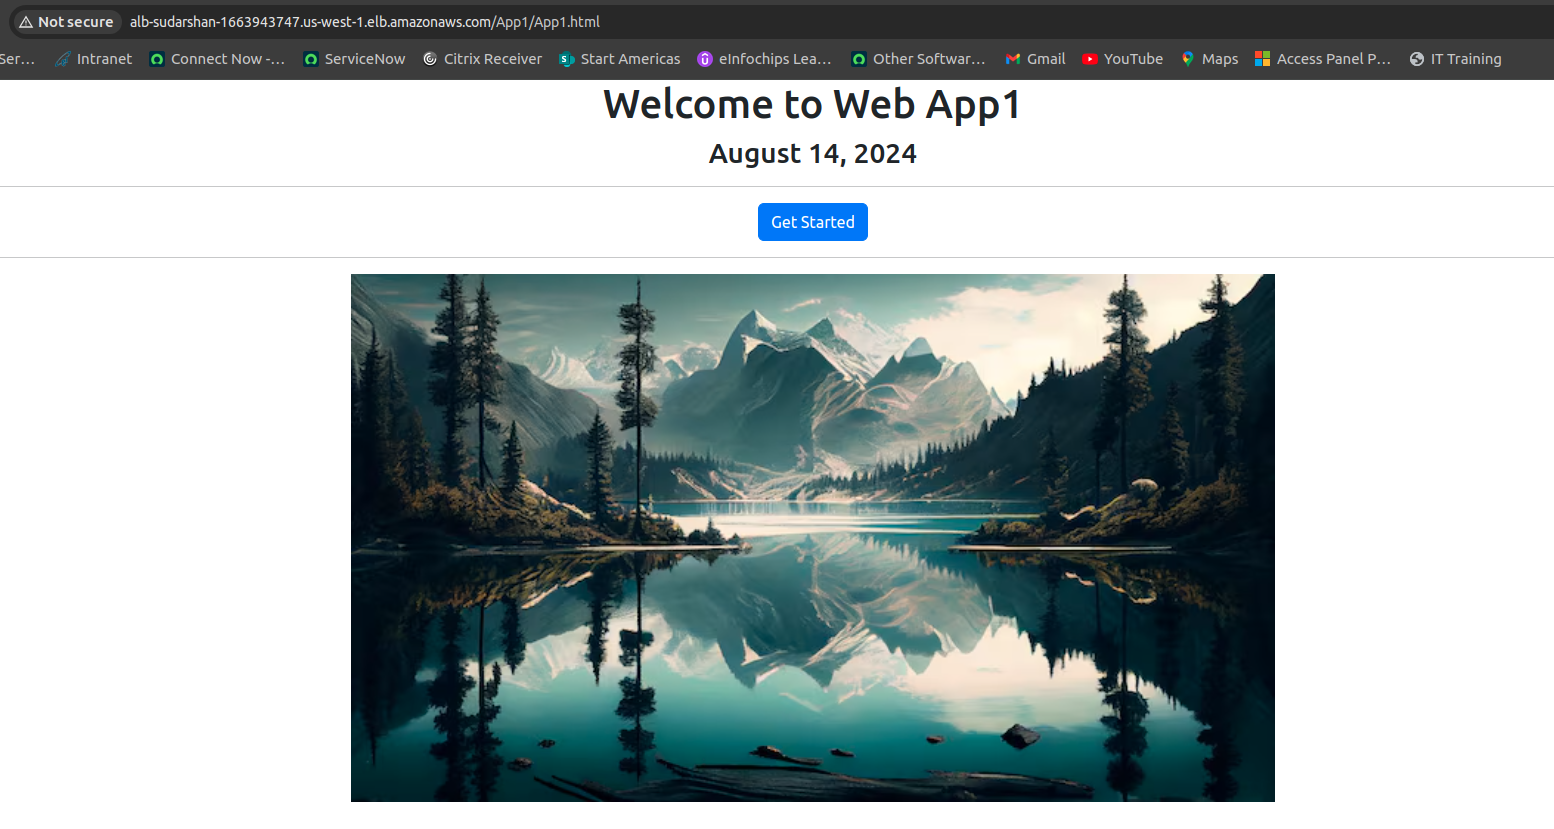 Not secure alb-sudarshan-1663943747.us-west-1.elb.amazonaws.com/App1/App1.html
Ser... Intranet Connect Now -... ServiceNow Citrix Receiver Start Americas eInfochips Lea... Other Softwar... Gmail YouTube Maps Access Panel P... IT Training
Welcome to Web App1
August 14, 2024
Get Started